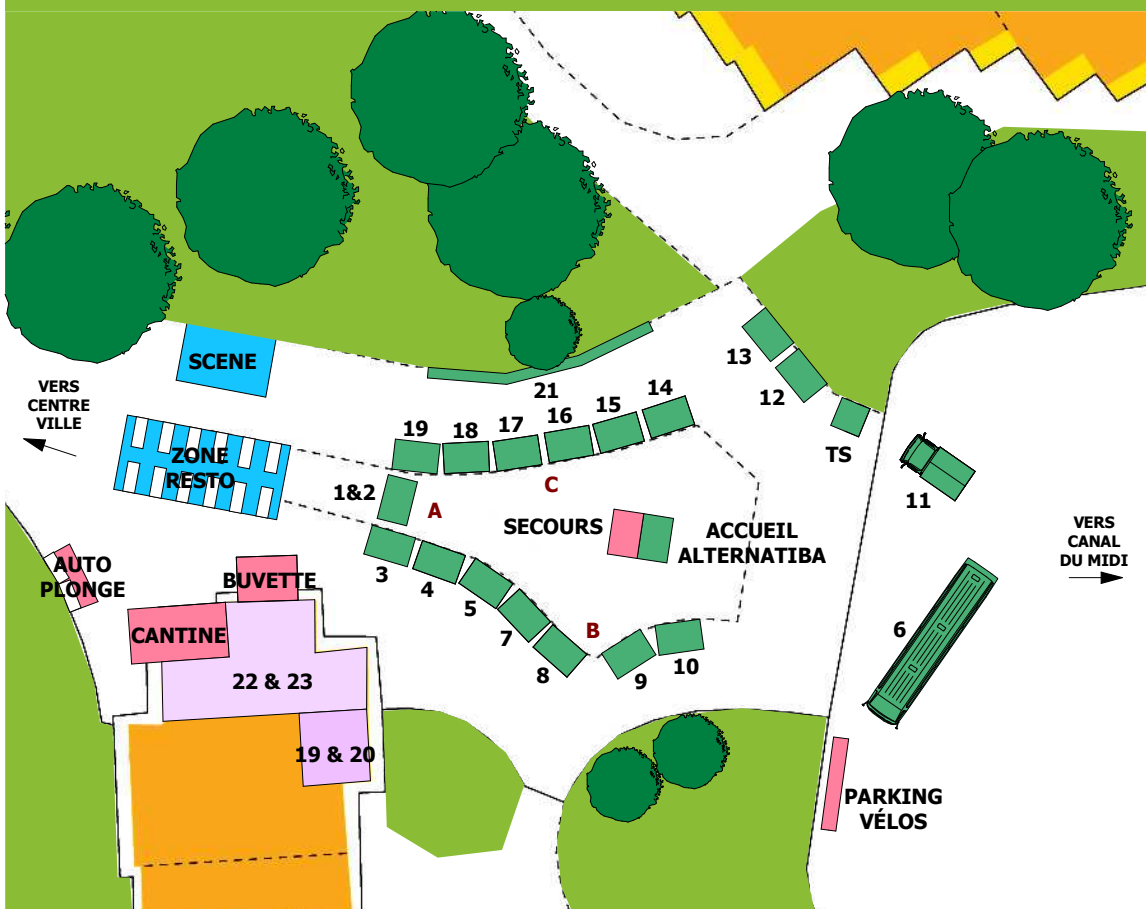 SCENE
VERS
CENTRE
VILLE
ZONE
RESTO
21
13
12
TS
11
19
18
17
16
15
14
1&2
A
C
SECOURS
ACCUEIL
ALTERNATIBA
VERS
CANAL
DU MIDI
3
4
5
7
8
B
9
10
6
AUTO
PLONGE
BUVETTE
CANTINE
22 & 23
19 & 20
PARKING
VÉLOS